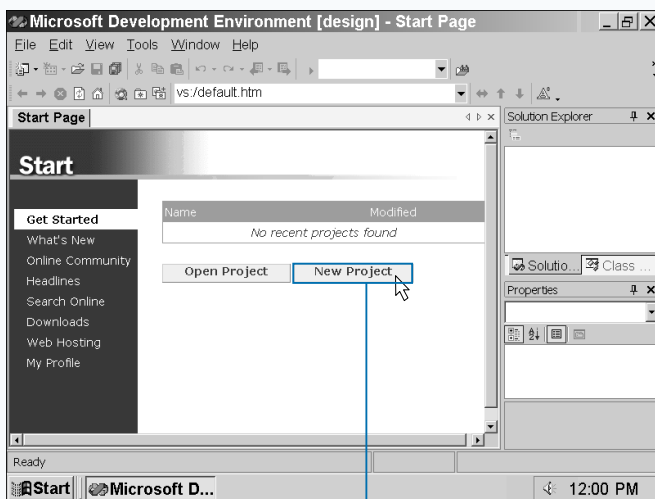 Microsoft Development Environment [design] - Start Page
File Edit View Tools Window Help
vs:/default.htm
Start Page
Solution Explorer
Start
Get Started
What's New
Online Community
Headlines
Search Online
Downloads
Web Hosting
My Profile
Name Modified
No recent projects found
Open Project New Project
Solutio... Class ...
Properties
Ready
Start Microsoft D... 12:00 PM